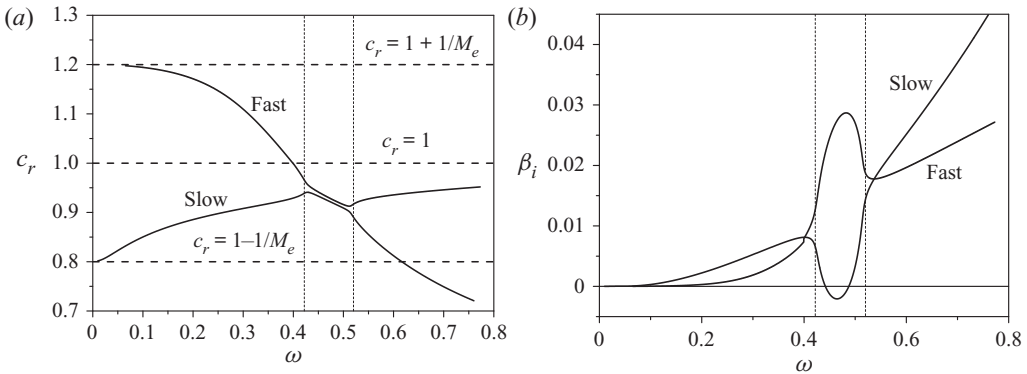 (a)
1.3
1.2
1.1
1.0
0.9
0.8
0.7
c_r
c_r = 1 + 1/M_e
Fast
c_r = 1
Slow
c_r = 1–1/M_e
0 0.1 0.2 0.3 0.4 0.5 0.6 0.7 0.8
ω
(b)
0.04
0.03
0.02
0.01
0
β_i
Slow
Fast
0 0.2 0.4 0.6 0.8
ω